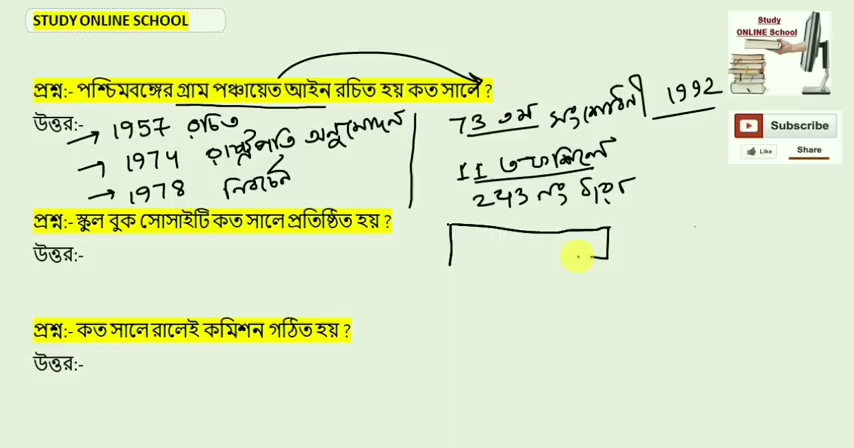 STUDY ONLINE SCHOOL
Study
ONLINE School
প্রশ্ন:- পশ্চিমবঙ্গের গ্রাম পঞ্চায়েত আইন রচিত হয় কত সালে ?
উত্তর:-
→ 1957 রচিত
→ 1974 রাষ্ট্রপতি অনুমোদন
→ 1978 নির্বাচন
73 তম সংশোধনী 1992
11 তফশিলে
243 নং ধারা
Subscribe
Like
Share
প্রশ্ন:- স্কুল বুক সোসাইটি কত সালে প্রতিষ্ঠিত হয় ?
উত্তর:-
প্রশ্ন:- কত সালে রালেই কমিশন গঠিত হয় ?
উত্তর:-